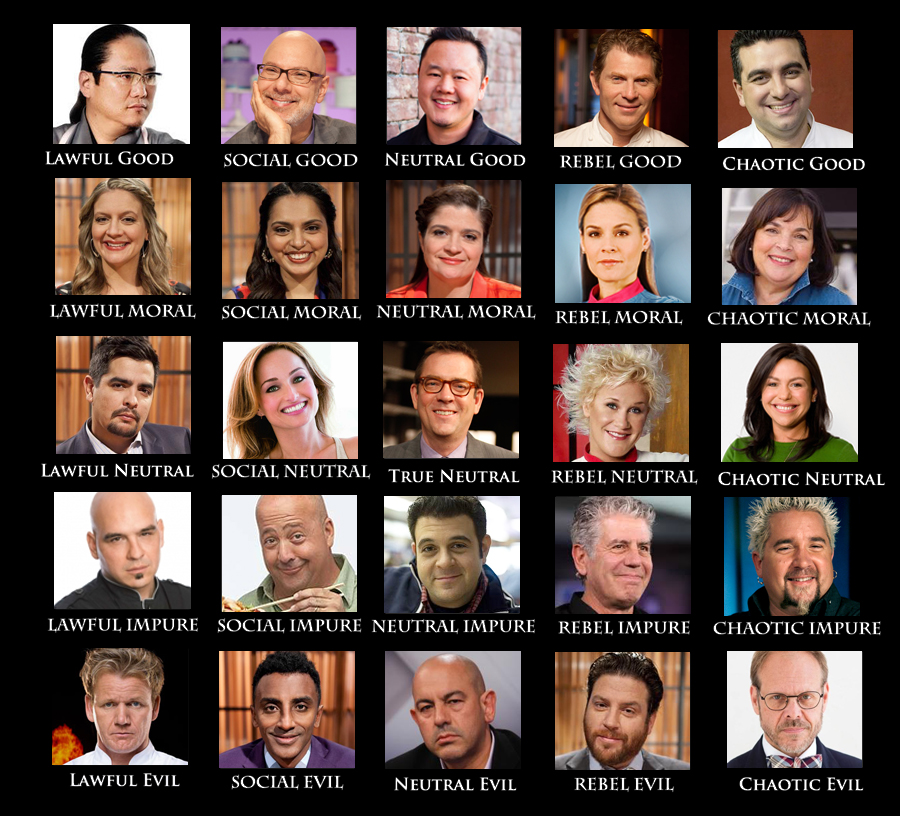 Lawful Good
Social Good
Neutral Good
Rebel Good
Chaotic Good
Lawful Moral
Social Moral
Neutral Moral
Rebel Moral
Chaotic Moral
Lawful Neutral
Social Neutral
True Neutral
Rebel Neutral
Chaotic Neutral
Lawful Impure
Social Impure
Neutral Impure
Rebel Impure
Chaotic Impure
Lawful Evil
Social Evil
Neutral Evil
Rebel Evil
Chaotic Evil